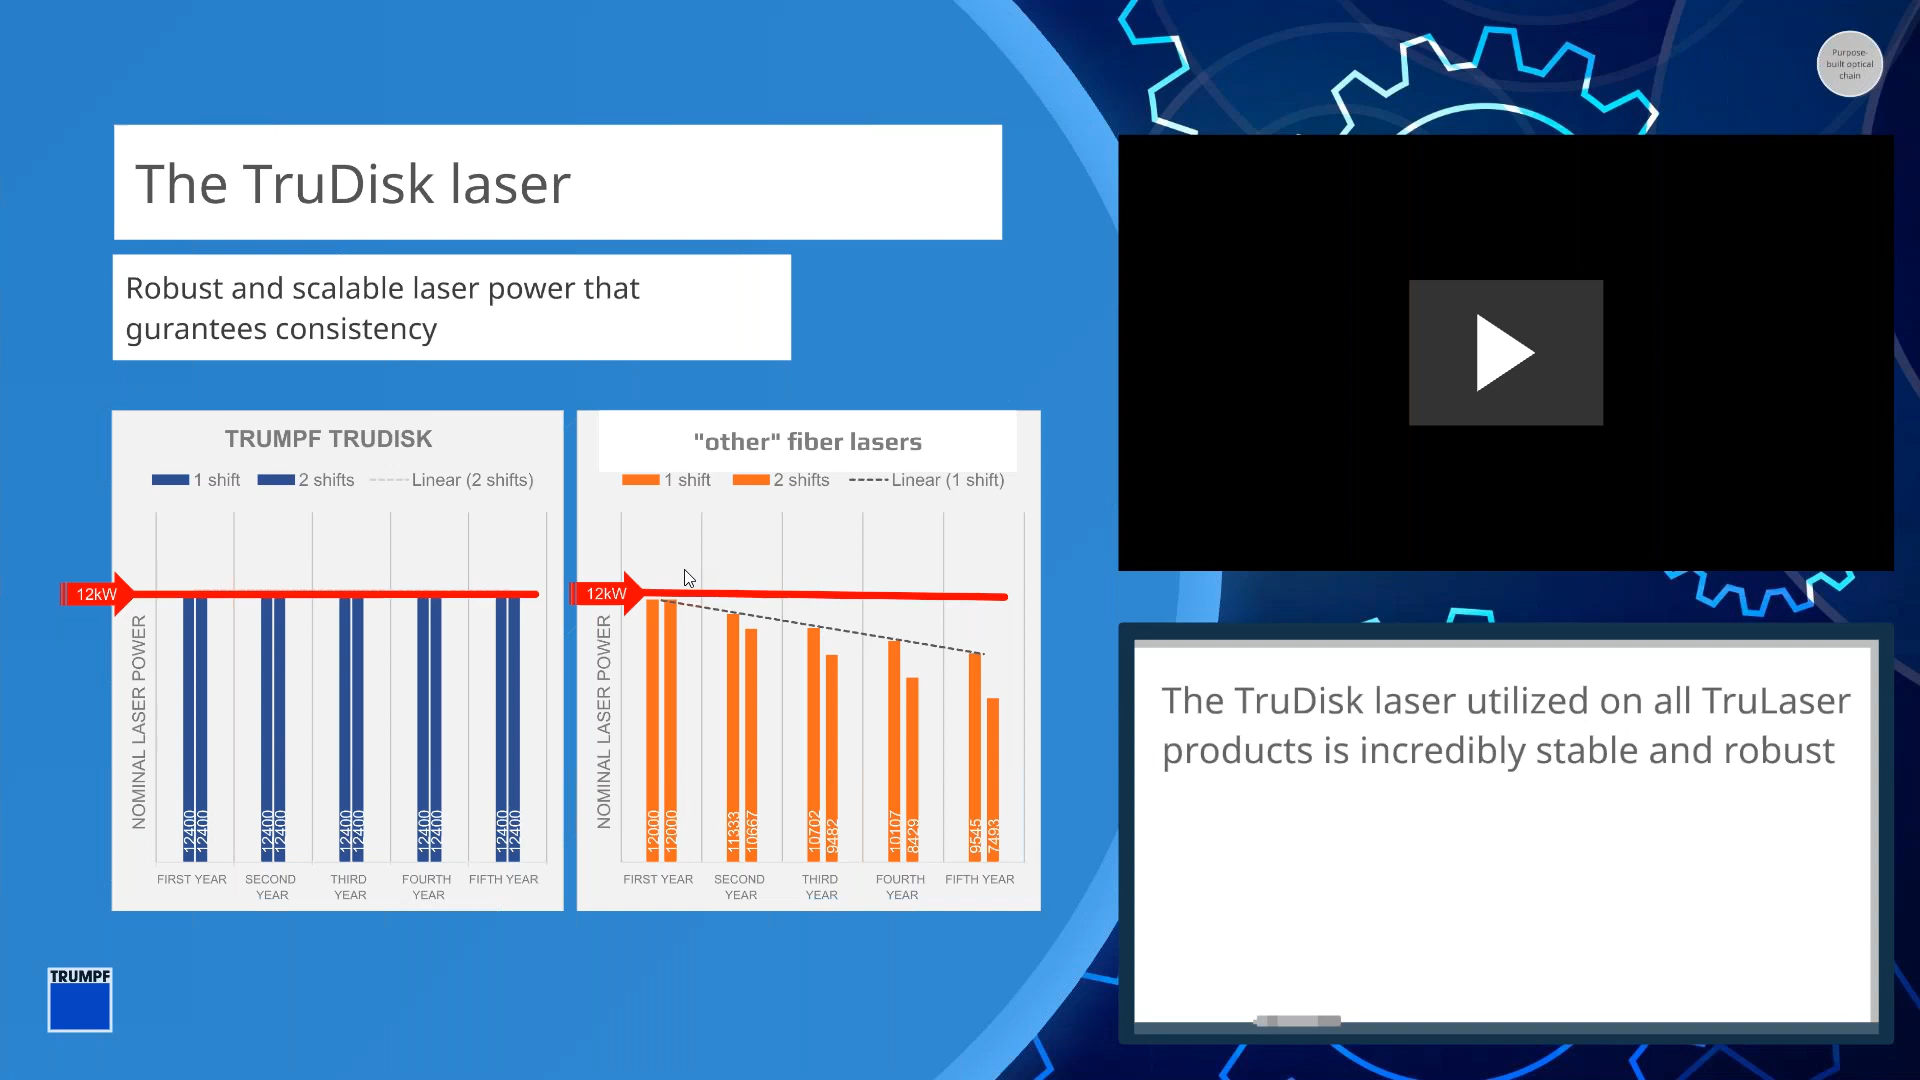 Purpose-
built optical
chain
The TruDisk laser
Robust and scalable laser power that
gurantees consistency
TRUMPF TRUDISK
1 shift 2 shifts Linear (2 shifts)
12kW
NOMINAL LASER POWER
12400 12400 12400 12400 12400 12400 12400 12400 12400 12400
FIRST YEAR SECOND YEAR THIRD YEAR FOURTH YEAR FIFTH YEAR
"other" fiber lasers
1 shift 2 shifts Linear (1 shift)
12kW
NOMINAL LASER POWER
12000 12000 11333 10667 10702 9482 10107 8429 9545 7493
FIRST YEAR SECOND YEAR THIRD YEAR FOURTH YEAR FIFTH YEAR
The TruDisk laser utilized on all TruLaser
products is incredibly stable and robust
TRUMPF